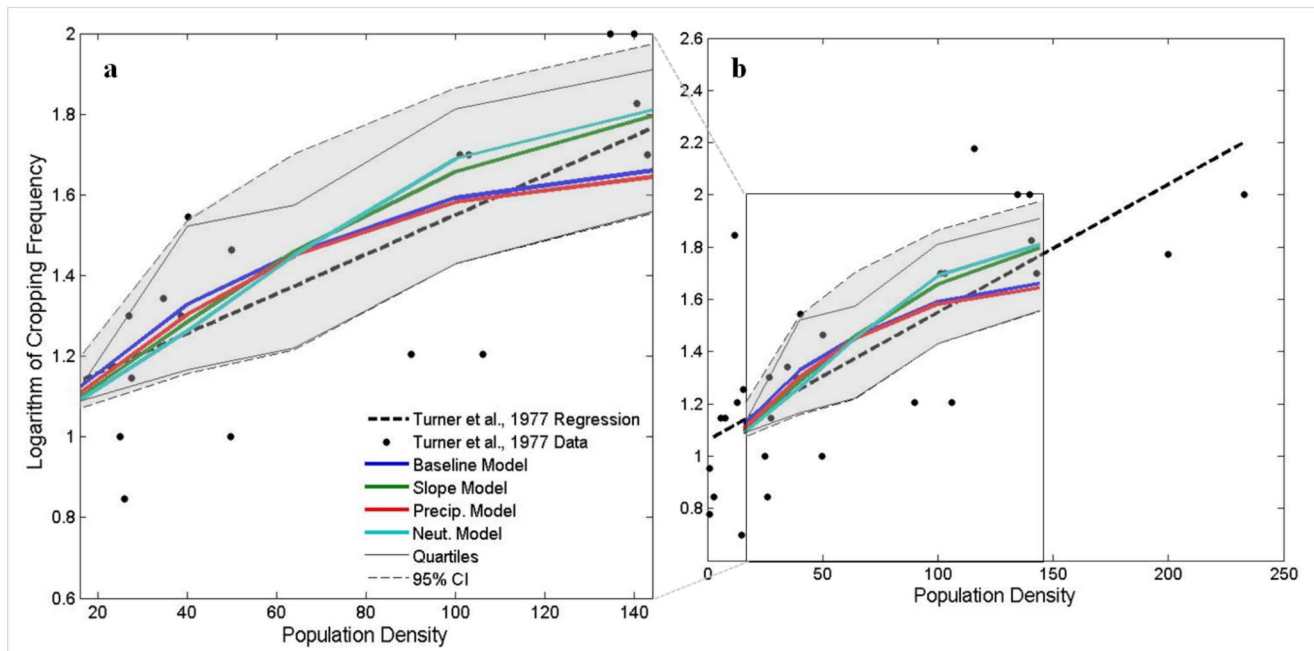 a
2
1.8
1.6
1.4
1.2
1
0.8
0.6
Logarithm of Cropping Frequency
20 40 60 80 100 120 140
Population Density
Turner et al., 1977 Regression
Turner et al., 1977 Data
Baseline Model
Slope Model
Precip. Model
Neut. Model
Quartiles
95% CI
b
2.6
2.4
2.2
2
1.8
1.6
1.4
1.2
1
0.8
0 50 100 150 200 250
Population Density